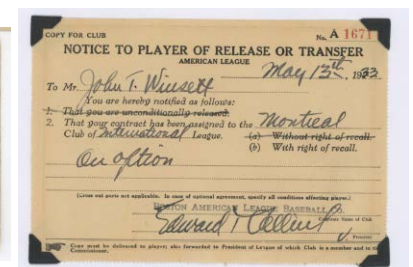 COPY FOR CLUB
No. A 1671
NOTICE TO PLAYER OF RELEASE OR TRANSFER
AMERICAN LEAGUE
May 13th, 1933
To Mr. John T. Winsett
You are hereby notified as follows:
1. That you are unconditionally released.
2. That your contract has been assigned to the Montreal
Club of International League. (a) Without right of recall.
(b) With right of recall.
On option
(Cross out parts not applicable. In case of optional agreement, specify all conditions affecting player.)
BOSTON AMERICAN LEAGUE BASEBALL Co.
Corporate Name of Club
Edward T Collins
President
Copy must be delivered to player; also forwarded to President of League of which Club is a member and to the
Commissioner.